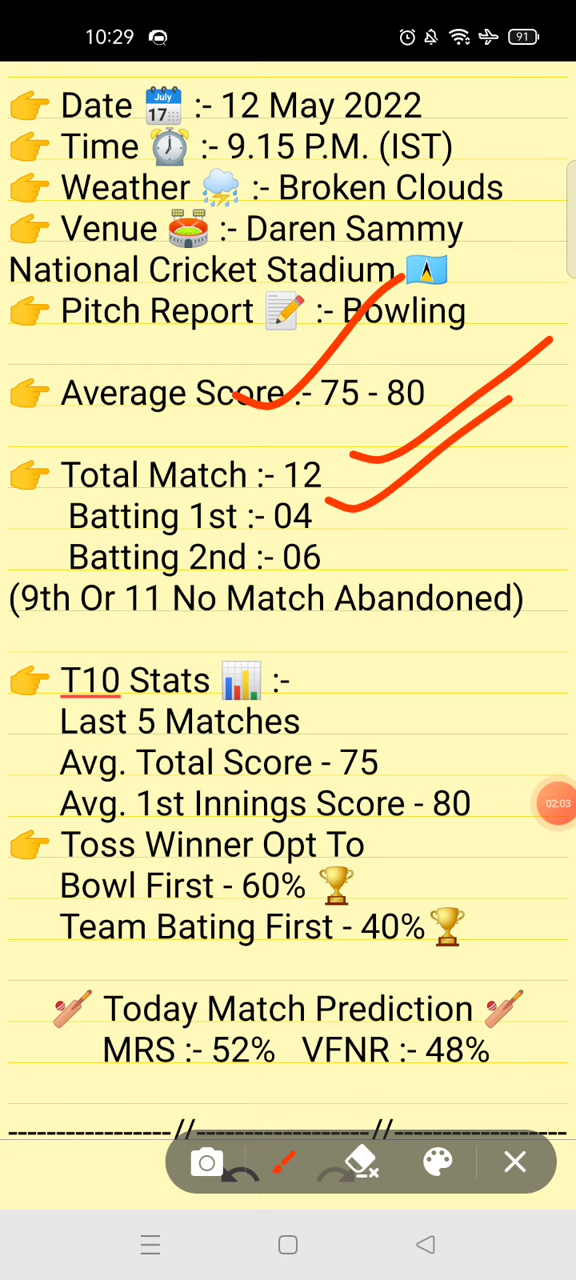 10:29
91
👉 Date 📅 :- 12 May 2022
👉 Time ⏰ :- 9.15 P.M. (IST)
👉 Weather ⛈️ :- Broken Clouds
👉 Venue 🏟️ :- Daren Sammy
National Cricket Stadium 🇱🇨
👉 Pitch Report 📝 :- Bowling
👉 Average Score :- 75 - 80
👉 Total Match :- 12
Batting 1st :- 04
Batting 2nd :- 06
(9th Or 11 No Match Abandoned)
👉 T10 Stats 📊 :-
Last 5 Matches
Avg. Total Score - 75
Avg. 1st Innings Score - 80
02:03
👉 Toss Winner Opt To
Bowl First - 60% 🏆
Team Bating First - 40%🏆
🏏 Today Match Prediction 🏏
MRS :- 52% VFNR :- 48%
----------------//-----------------//-----------------